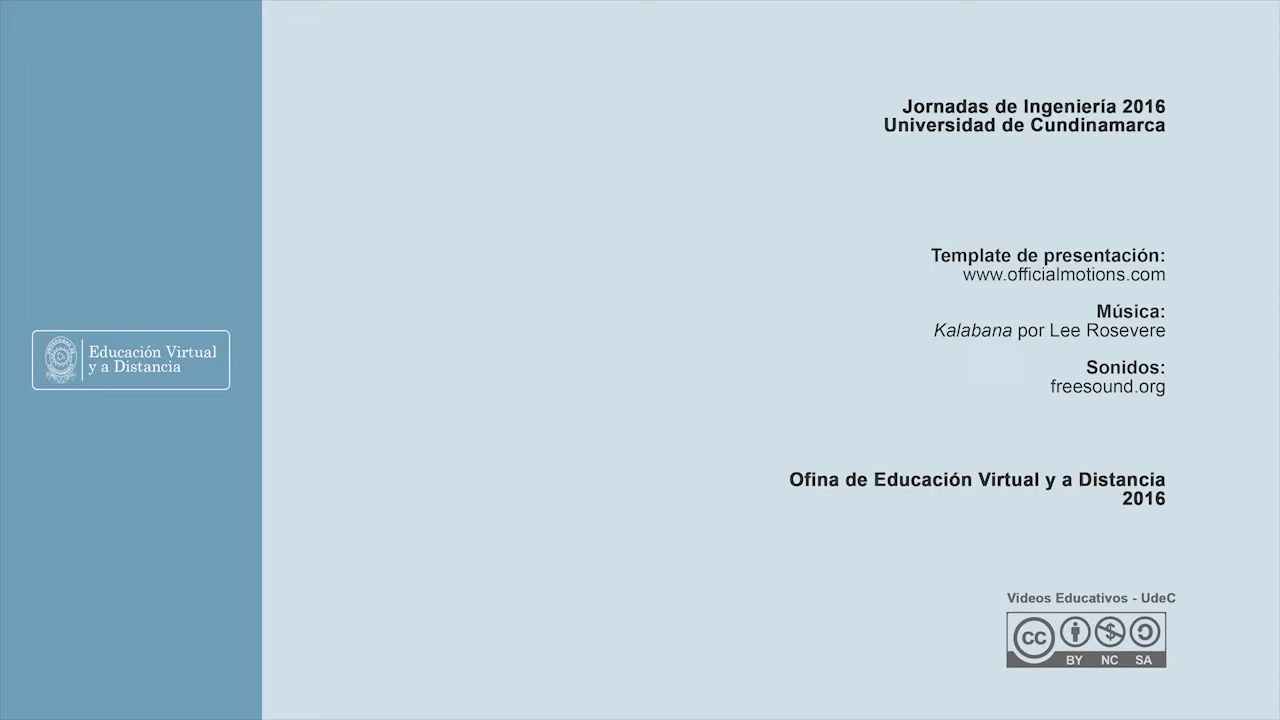 Jornadas de Ingeniería 2016
Universidad de Cundinamarca
Template de presentación:
www.officialmotions.com
Música:
Kalabana por Lee Rosevere
Sonidos:
freesound.org
Educación Virtual
y a Distancia
Ofina de Educación Virtual y a Distancia
2016
Videos Educativos - UdeC
cc
BY NC SA